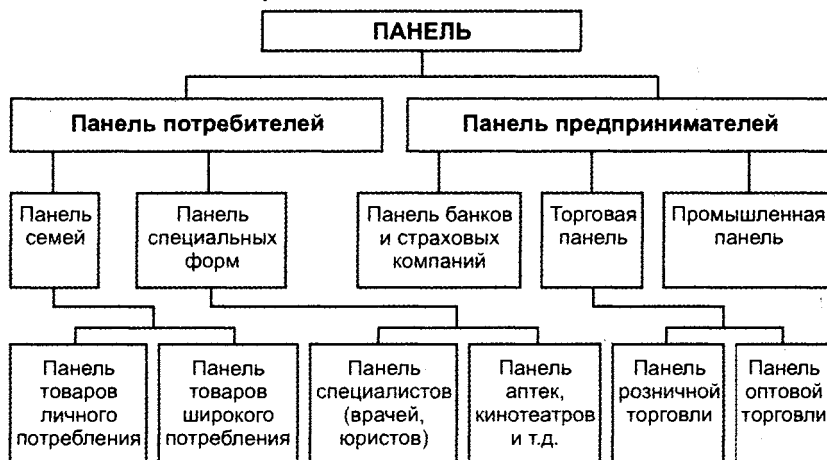 ПАНЕЛЬ
Панель потребителей
Панель предпринимателей
Панель
семей
Панель
специальных
форм
Панель банков
и страховых
компаний
Торговая
панель
Промышленная
панель
Панель
товаров
личного
потребления
Панель
товаров
широкого
потребления
Панель
специалистов
(врачей,
юристов)
Панель
аптек,
кинотеатров
и т.д.
Панель
розничной
торговли
Панель
оптовой
торговли